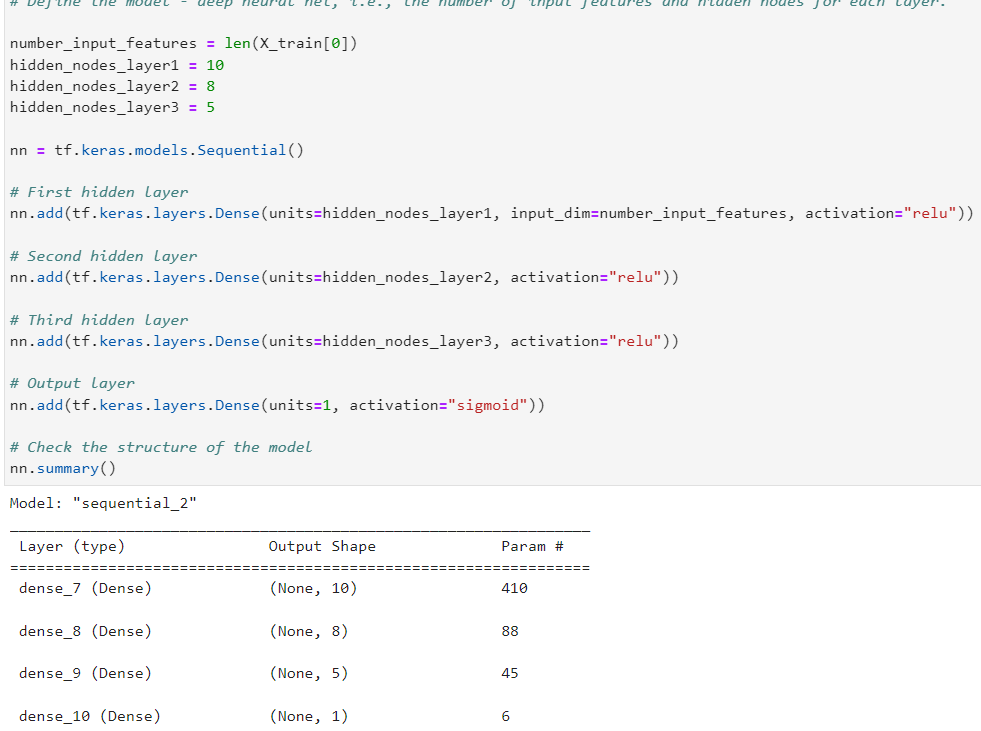 # Define the model - deep neural net, i.e., the number of input features and hidden nodes for each layer.
number_input_features = len(X_train[0])
hidden_nodes_layer1 = 10
hidden_nodes_layer2 = 8
hidden_nodes_layer3 = 5
nn = tf.keras.models.Sequential()
# First hidden layer
nn.add(tf.keras.layers.Dense(units=hidden_nodes_layer1, input_dim=number_input_features, activation="relu"))
# Second hidden layer
nn.add(tf.keras.layers.Dense(units=hidden_nodes_layer2, activation="relu"))
# Third hidden layer
nn.add(tf.keras.layers.Dense(units=hidden_nodes_layer3, activation="relu"))
# Output layer
nn.add(tf.keras.layers.Dense(units=1, activation="sigmoid"))
# Check the structure of the model
nn.summary()
Model: "sequential_2"
_________________________________________________________________
Layer (type) Output Shape Param #
=================================================================
dense_7 (Dense) (None, 10) 410
dense_8 (Dense) (None, 8) 88
dense_9 (Dense) (None, 5) 45
dense_10 (Dense) (None, 1) 6